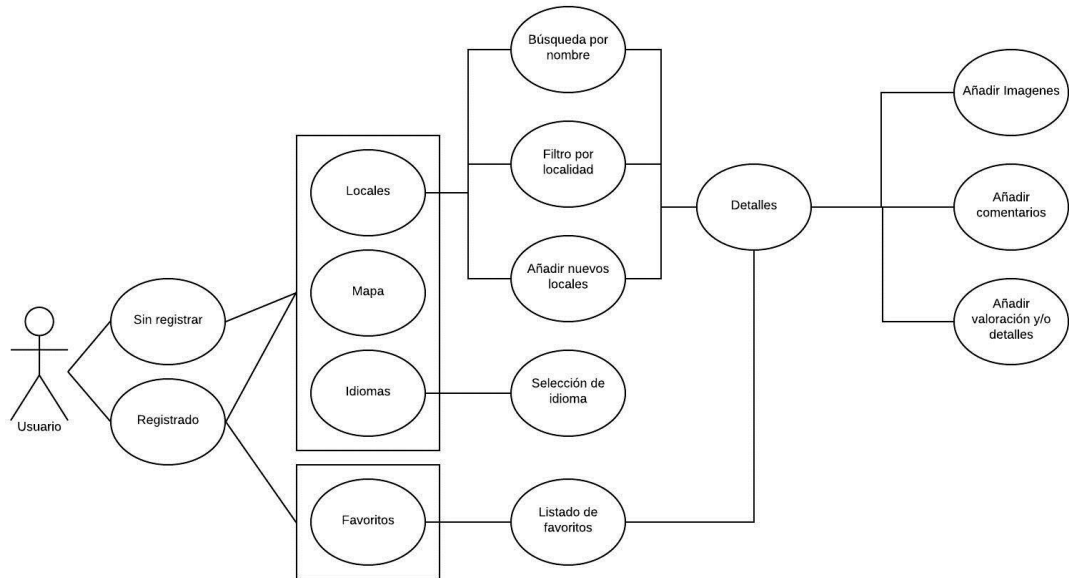 Búsqueda por
nombre
Añadir Imagenes
Filtro por
localidad
Locales
Detalles
Añadir
comentarios
Añadir nuevos
locales
Mapa
Sin registrar
Añadir
valoración y/o
detalles
Idiomas
Selección de
idioma
Registrado
Usuario
Favoritos
Listado de
favoritos